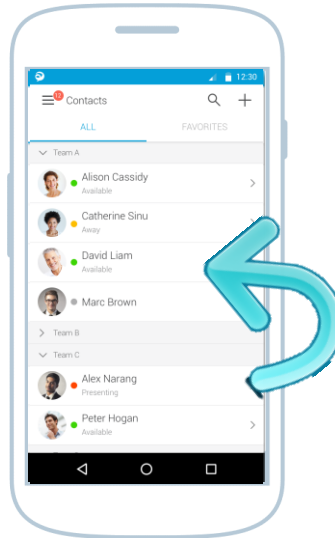 12:30
12
Contacts
ALL FAVORITES
Team A
Alison Cassidy
Available
Catherine Sinu
Away
David Liam
Available
Marc Brown
Team B
Team C
Alex Narang
Presenting
Peter Hogan
Available